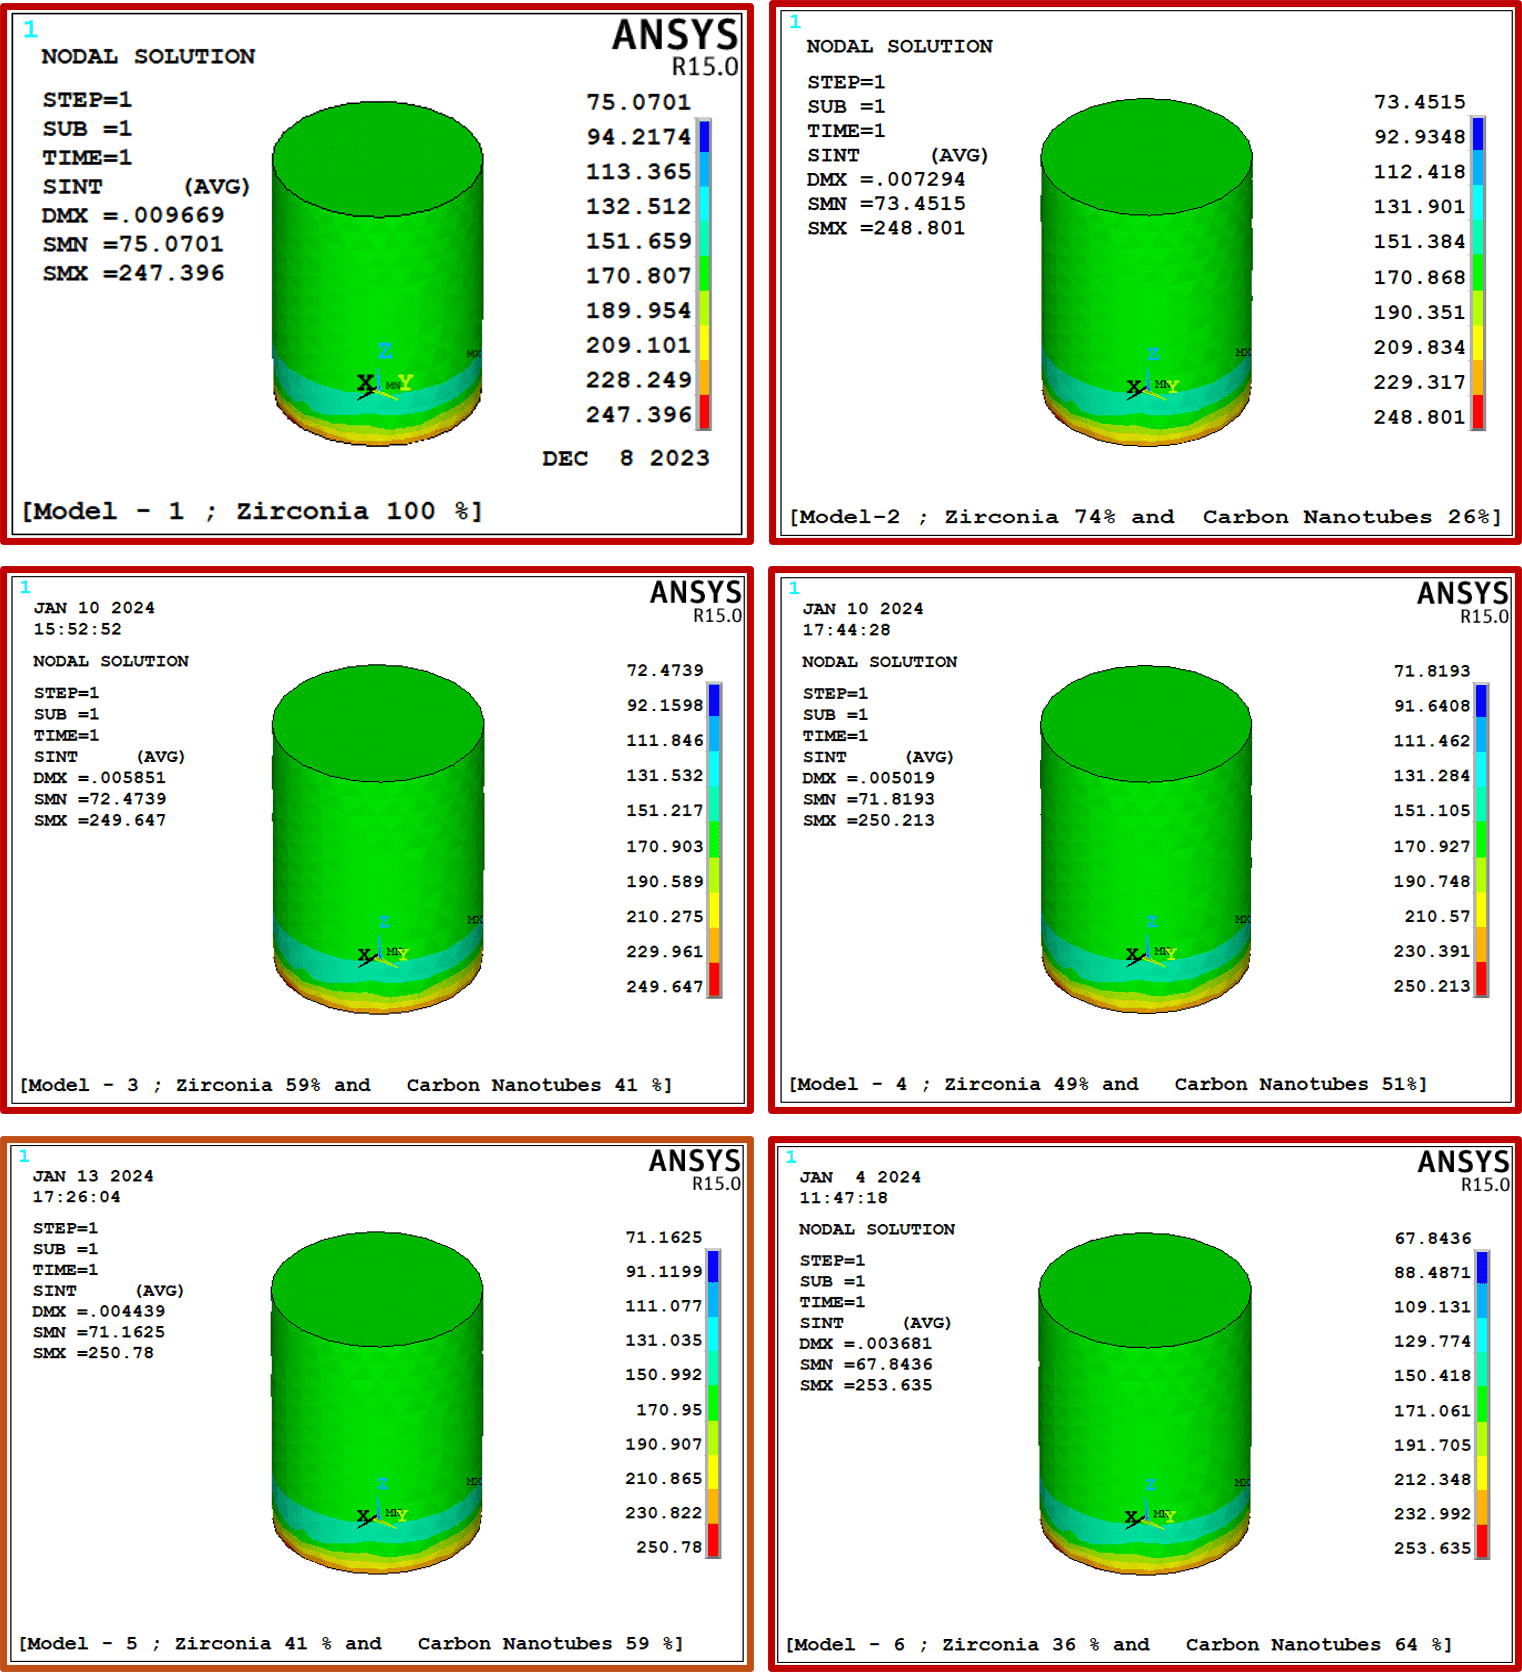 1
ANSYS
R15.0
NODAL SOLUTION
STEP=1
SUB =1
TIME=1
SINT (AVG)
DMX =.009669
SMN =75.0701
SMX =247.396
75.0701
94.2174
113.365
132.512
151.659
170.807
189.954
209.101
228.249
247.396
Z
X
MN
Y
MX
DEC 8 2023
[Model - 1 ; Zirconia 100 %]
1
NODAL SOLUTION
STEP=1
SUB =1
TIME=1
SINT (AVG)
DMX =.007294
SMN =73.4515
SMX =248.801
73.4515
92.9348
112.418
131.901
151.384
170.868
190.351
209.834
229.317
248.801
Z
X
MN
Y
MX
[Model-2 ; Zirconia 74% and Carbon Nanotubes 26%]
1
ANSYS
R15.0
JAN 10 2024
15:52:52
NODAL SOLUTION
STEP=1
SUB =1
TIME=1
SINT (AVG)
DMX =.005851
SMN =72.4739
SMX =249.647
72.4739
92.1598
111.846
131.532
151.217
170.903
190.589
210.275
229.961
249.647
Z
X
MN
Y
MX
[Model - 3 ; Zirconia 59% and Carbon Nanotubes 41 %]
1
ANSYS
R15.0
JAN 10 2024
17:44:28
NODAL SOLUTION
STEP=1
SUB =1
TIME=1
SINT (AVG)
DMX =.005019
SMN =71.8193
SMX =250.213
71.8193
91.6408
111.462
131.284
151.105
170.927
190.748
210.57
230.391
250.213
Z
X
MN
Y
MX
[Model - 4 ; Zirconia 49% and Carbon Nanotubes 51%]
1
ANSYS
R15.0
JAN 13 2024
17:26:04
STEP=1
SUB =1
TIME=1
SINT (AVG)
DMX =.004439
SMN =71.1625
SMX =250.78
71.1625
91.1199
111.077
131.035
150.992
170.95
190.907
210.865
230.822
250.78
Z
X
MN
Y
MX
[Model - 5 ; Zirconia 41 % and Carbon Nanotubes 59 %]
1
ANSYS
R15.0
JAN 4 2024
11:47:18
NODAL SOLUTION
STEP=1
SUB =1
TIME=1
SINT (AVG)
DMX =.003681
SMN =67.8436
SMX =253.635
67.8436
88.4871
109.131
129.774
150.418
171.061
191.705
212.348
232.992
253.635
Z
X
MN
Y
MX
[Model - 6 ; Zirconia 36 % and Carbon Nanotubes 64 %]